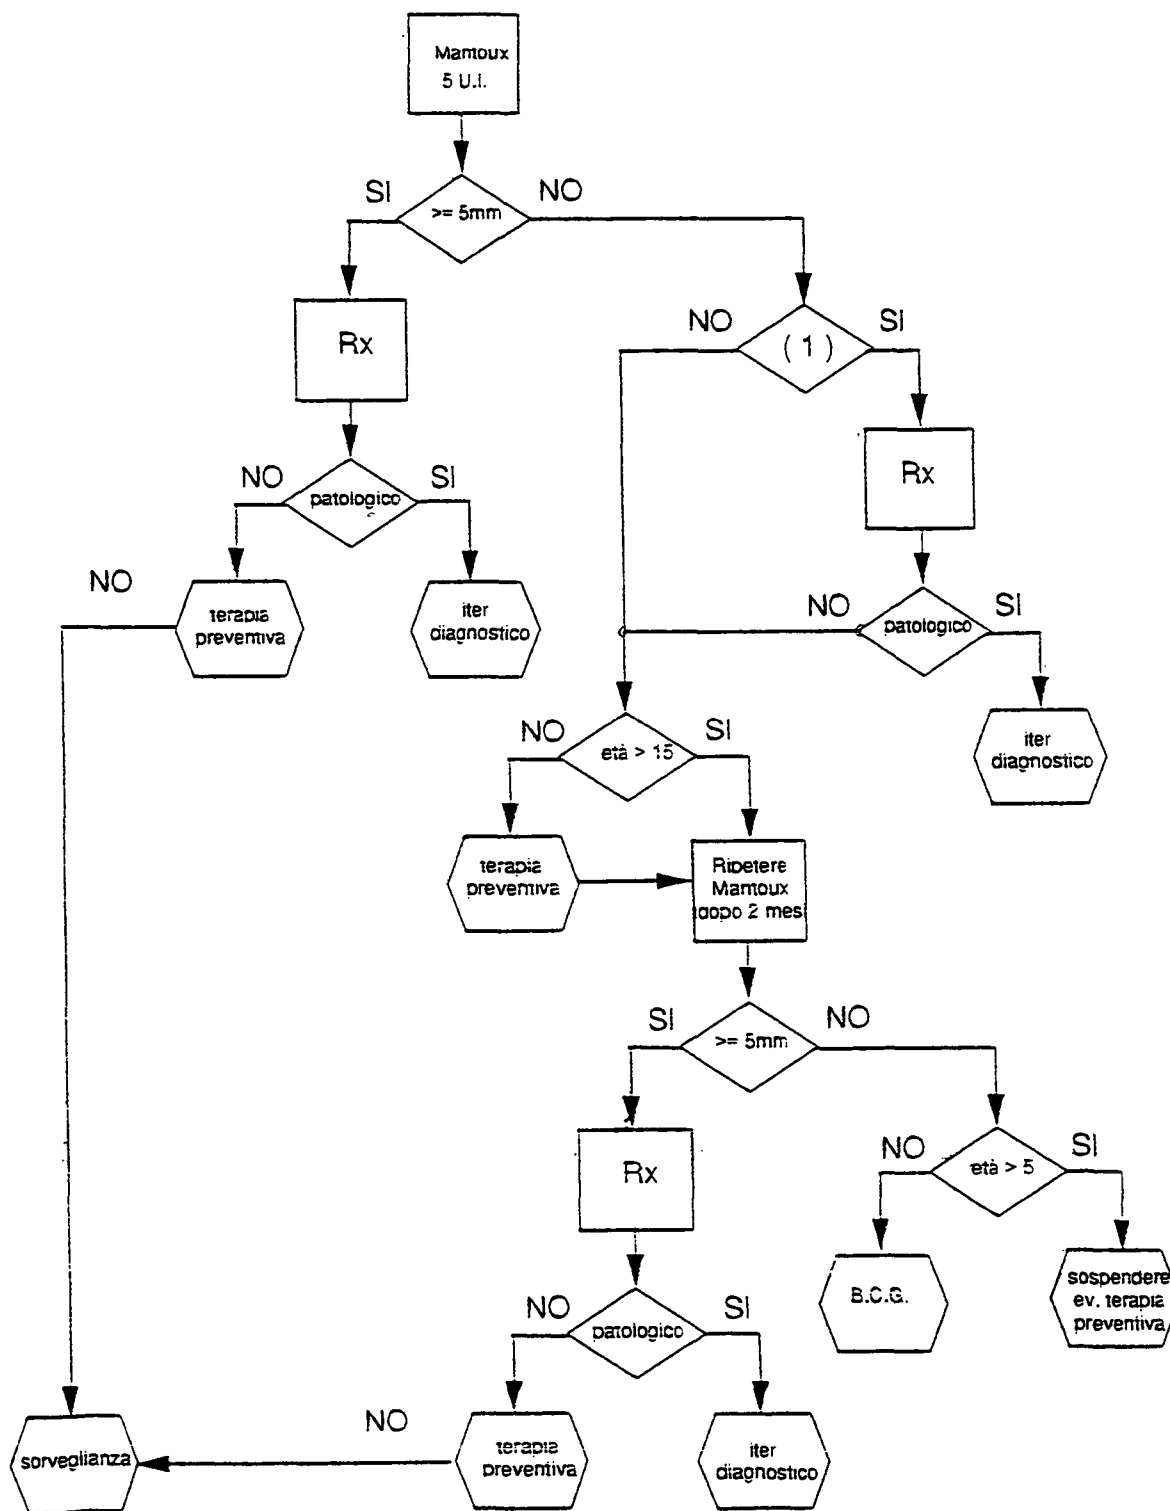 Mantoux
5 U.I.
SI
NO
>= 5mm
Rx
NO
SI
( 1 )
Rx
NO
SI
patologico
NO
terapia
preventiva
iter
diagnostico
NO
SI
patologico
iter
diagnostico
NO
SI
età > 15
terapia
preventiva
Ripetere
Mantoux
dopo 2 mes
SI
NO
>= 5mm
Rx
NO
SI
età > 5
B.C.G.
sospendere
ev. terapia
preventiva
NO
SI
patologico
NO
sorveglianza
terapia
preventiva
iter
diagnostico